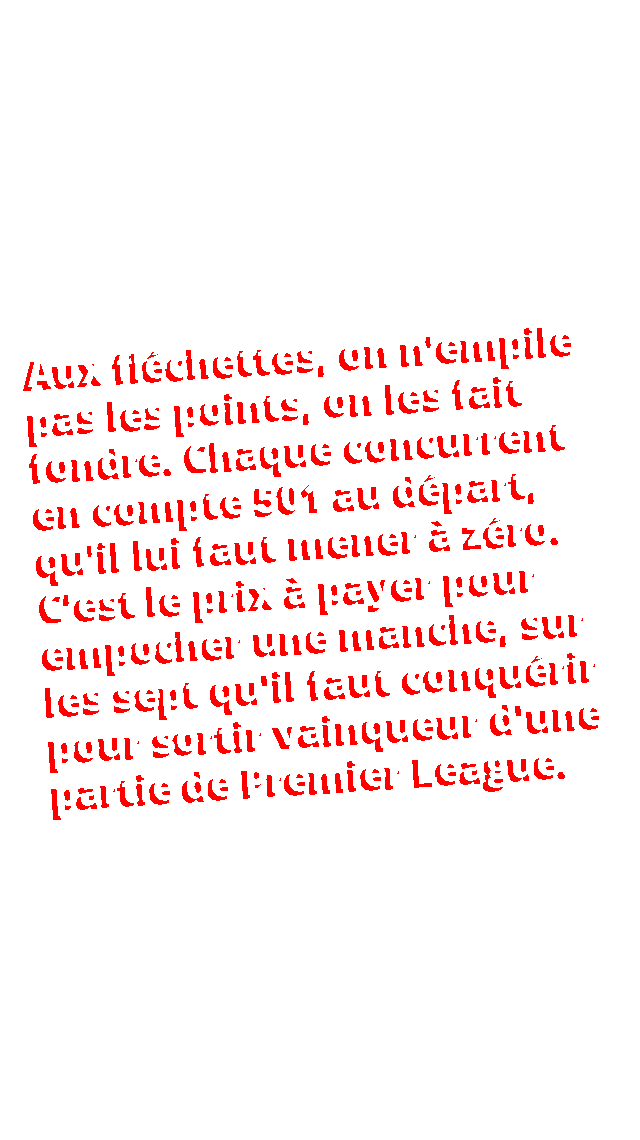 Aux fléchettes, on n'empile
pas les points, on les fait
fondre. Chaque concurrent
en compte 501 au départ,
qu'il lui faut mener à zéro.
C'est le prix à payer pour
empocher une manche, sur
les sept qu'il faut conquérir
pour sortir vainqueur d'une
partie de Premier League.